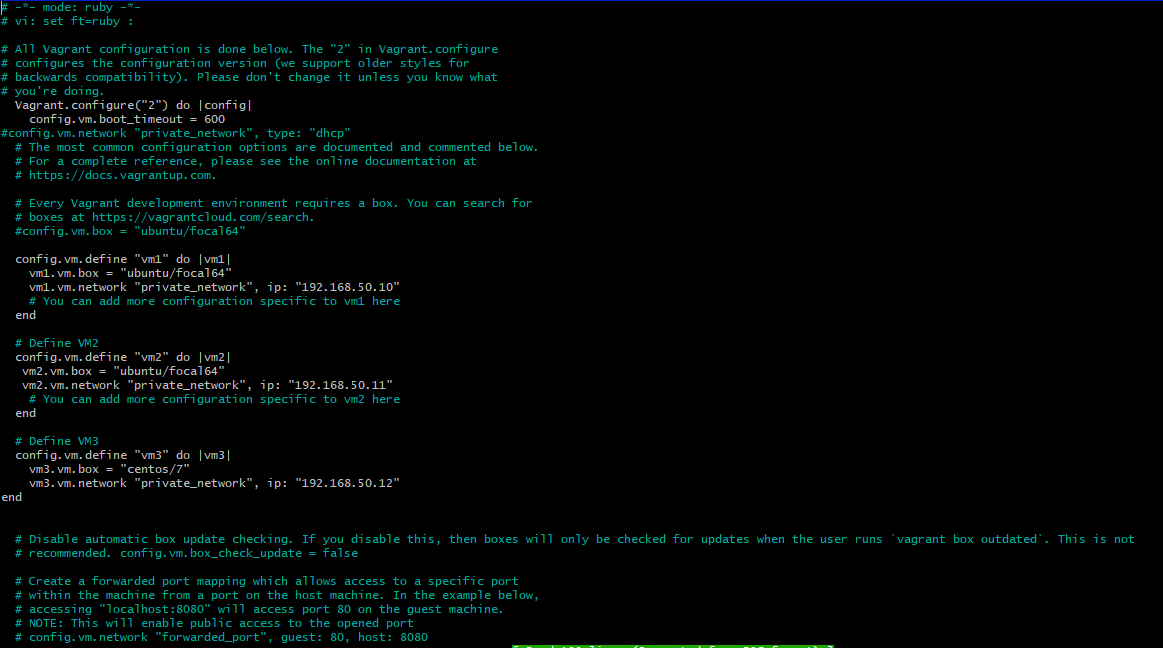 # -*- mode: ruby -*-
# vi: set ft=ruby :

# All Vagrant configuration is done below. The "2" in Vagrant.configure
# configures the configuration version (we support older styles for
# backwards compatibility). Please don't change it unless you know what
# you're doing.
  Vagrant.configure("2") do |config|
    config.vm.boot_timeout = 600
#config.vm.network "private_network", type: "dhcp"
  # The most common configuration options are documented and commented below.
  # For a complete reference, please see the online documentation at
  # https://docs.vagrantup.com.

  # Every Vagrant development environment requires a box. You can search for
  # boxes at https://vagrantcloud.com/search.
  #config.vm.box = "ubuntu/focal64"

  config.vm.define "vm1" do |vm1|
    vm1.vm.box = "ubuntu/focal64"
    vm1.vm.network "private_network", ip: "192.168.50.10"
    # You can add more configuration specific to vm1 here
  end

  # Define VM2
  config.vm.define "vm2" do |vm2|
   vm2.vm.box = "ubuntu/focal64"
   vm2.vm.network "private_network", ip: "192.168.50.11"
    # You can add more configuration specific to vm2 here
  end

  # Define VM3
  config.vm.define "vm3" do |vm3|
    vm3.vm.box = "centos/7"
    vm3.vm.network "private_network", ip: "192.168.50.12"
end

  # Disable automatic box update checking. If you disable this, then boxes will only be checked for updates when the user runs `vagrant box outdated`. This is not
  # recommended. config.vm.box_check_update = false

  # Create a forwarded port mapping which allows access to a specific port
  # within the machine from a port on the host machine. In the example below,
  # accessing "localhost:8080" will access port 80 on the guest machine.
  # NOTE: This will enable public access to the opened port
  # config.vm.network "forwarded_port", guest: 80, host: 8080